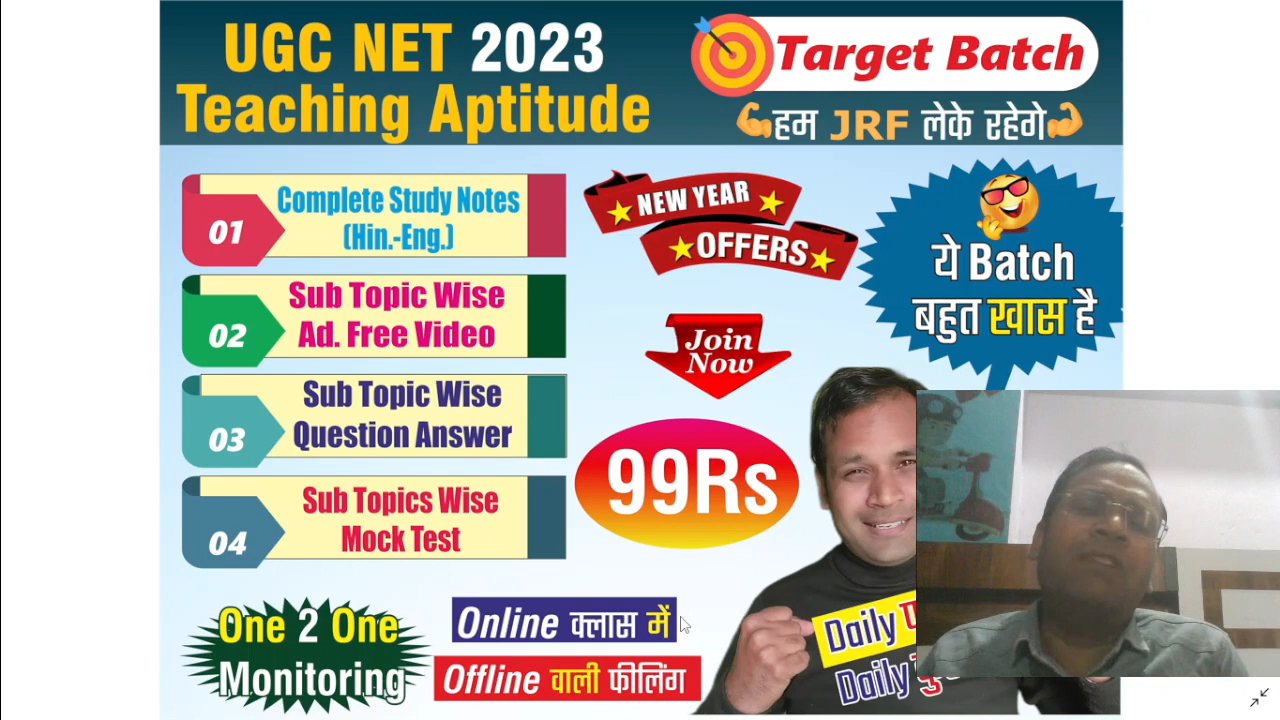 UGC NET 2023
Teaching Aptitude
Target Batch
हम JRF लेके रहेगे
01
Complete Study Notes
(Hin.-Eng.)
02
Sub Topic Wise
Ad. Free Video
03
Sub Topic Wise
Question Answer
04
Sub Topics Wise
Mock Test
NEW YEAR
OFFERS
Join
Now
99Rs
ये Batch
बहुत खास है
One 2 One
Monitoring
Online क्लास में
Offline वाली फीलिंग
Daily
Daily